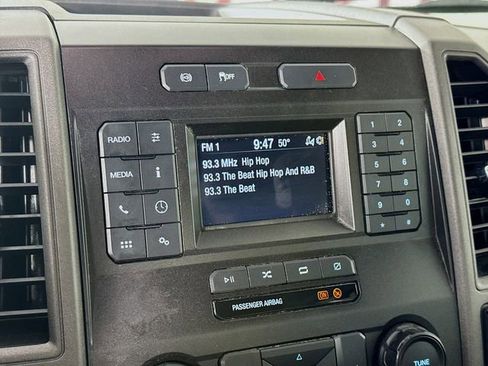 OFF
RADIO
MEDIA
FM 1 9:47 50°
93.3 MHz Hip Hop
93.3 The Beat Hip Hop And R&B
93.3 The Beat
1 2
3 4
5 6
7 8
9 0
* #
PASSENGER AIRBAG